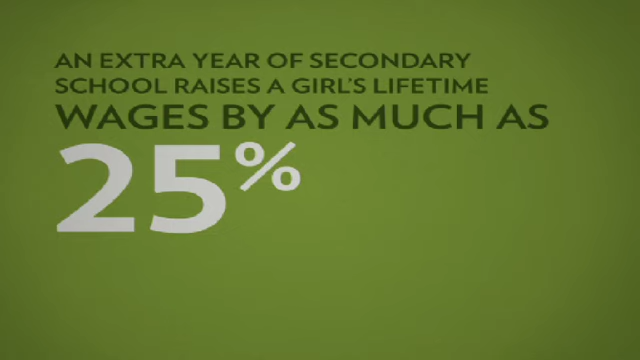 AN EXTRA YEAR OF SECONDARY
SCHOOL RAISES A GIRL'S LIFETIME
WAGES BY AS MUCH AS
25%